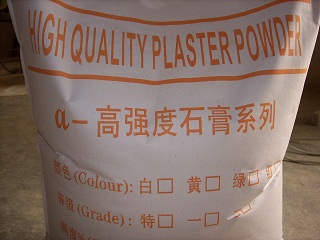 HIGH QUALITY PLASTER POWDER
α-高强度石膏系列
颜色(Colour):白□ 黄□ 绿□
等级(Grade):特□ 一□